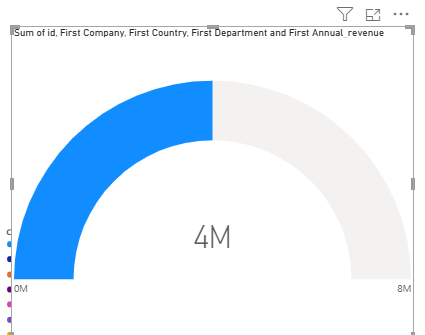 Sum of id, First Company, First Country, First Department and First Annual_revenue
4M
0M
8M